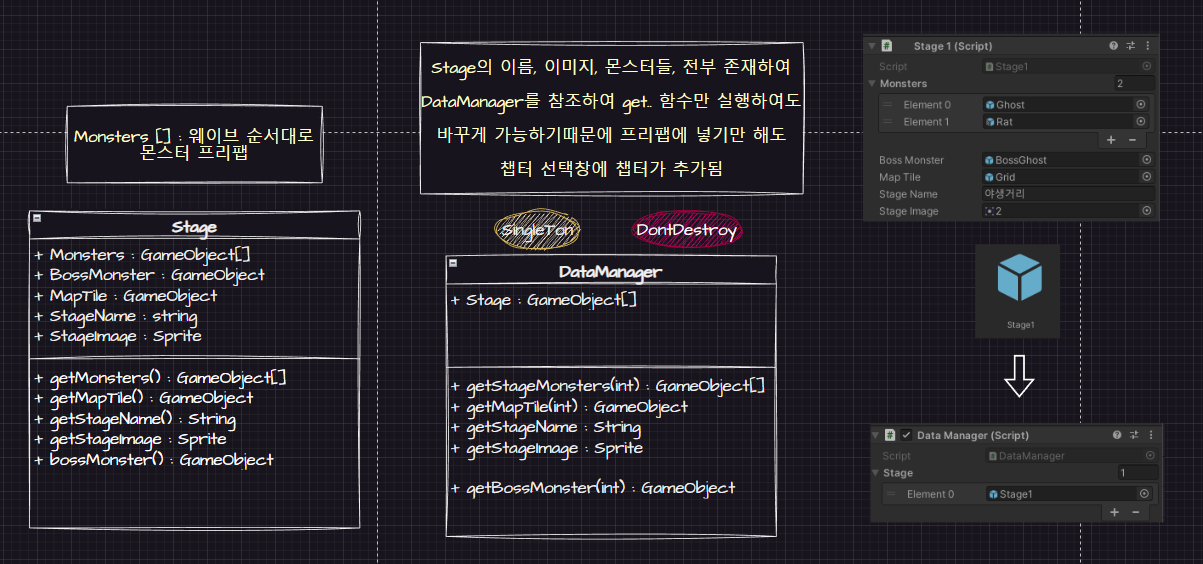 Monsters [] : 웨이브 순서대로
몬스터 프리팹
Stage
+ Monsters : GameObject[]
+ BossMonster : GameObject
+ MapTile : GameObject
+ StageName : string
+ StageImage : Sprite
+ getMonsters() : GameObject[]
+ getMapTile() : GameObject
+ getStageName() : String
+ getStageImage : Sprite
+ bossMonster() : GameObject
Stage의 이름, 이미지, 몬스터들, 전부 존재하여
DataManager를 참조하여 get.. 함수만 실행하여도
바꾸게 가능하기때문에 프리팹에 넣기만 해도
챕터 선택창에 챕터가 추가됨
SingleTon
DontDestroy
DataManager
+ Stage : GameObject[]
+ getStageMonsters(int) : GameObject[]
+ getMapTile(int) : GameObject
+ getStageName : String
+ getStageImage : Sprite
+ getBossMonster(int) : GameObject
Stage 1 (Script)
Script Stage1
Monsters 2
Element 0 Ghost
Element 1 Rat
Boss Monster BossGhost
Map Tile Grid
Stage Name 야생거리
Stage Image 2
Stage1
Data Manager (Script)
Script DataManager
Stage 1
Element 0 Stage1